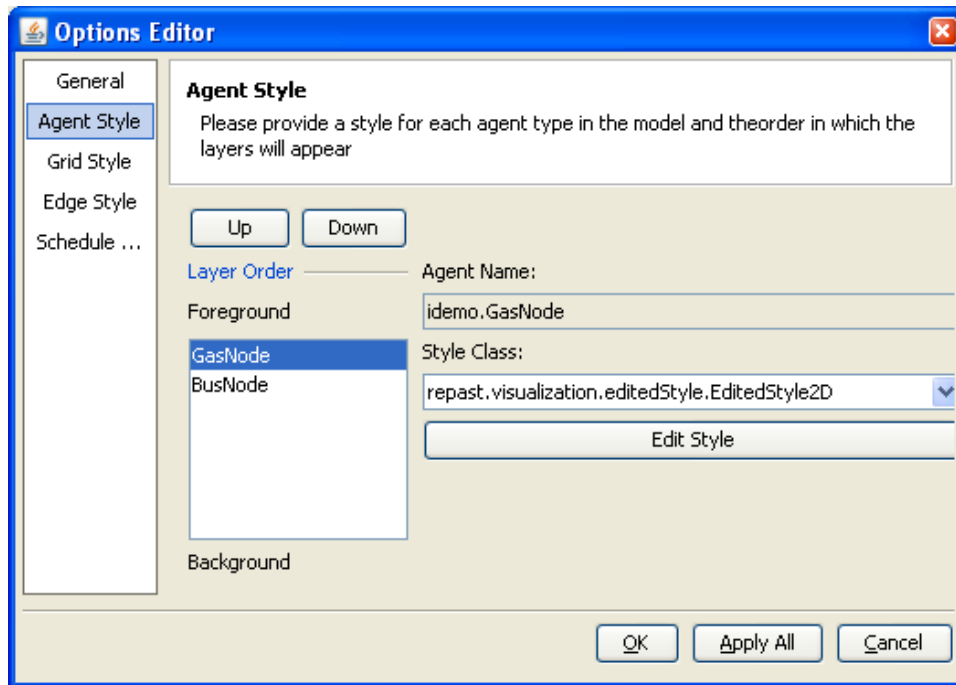 Options Editor
General
Agent Style
Grid Style
Edge Style
Schedule ...
Agent Style
Please provide a style for each agent type in the model and theorder in which the
layers will appear
Up
Down
Layer Order
Foreground
GasNode
BusNode
Background
Agent Name:
idemo.GasNode
Style Class:
repast.visualization.editedStyle.EditedStyle2D
Edit Style
OK
Apply All
Cancel